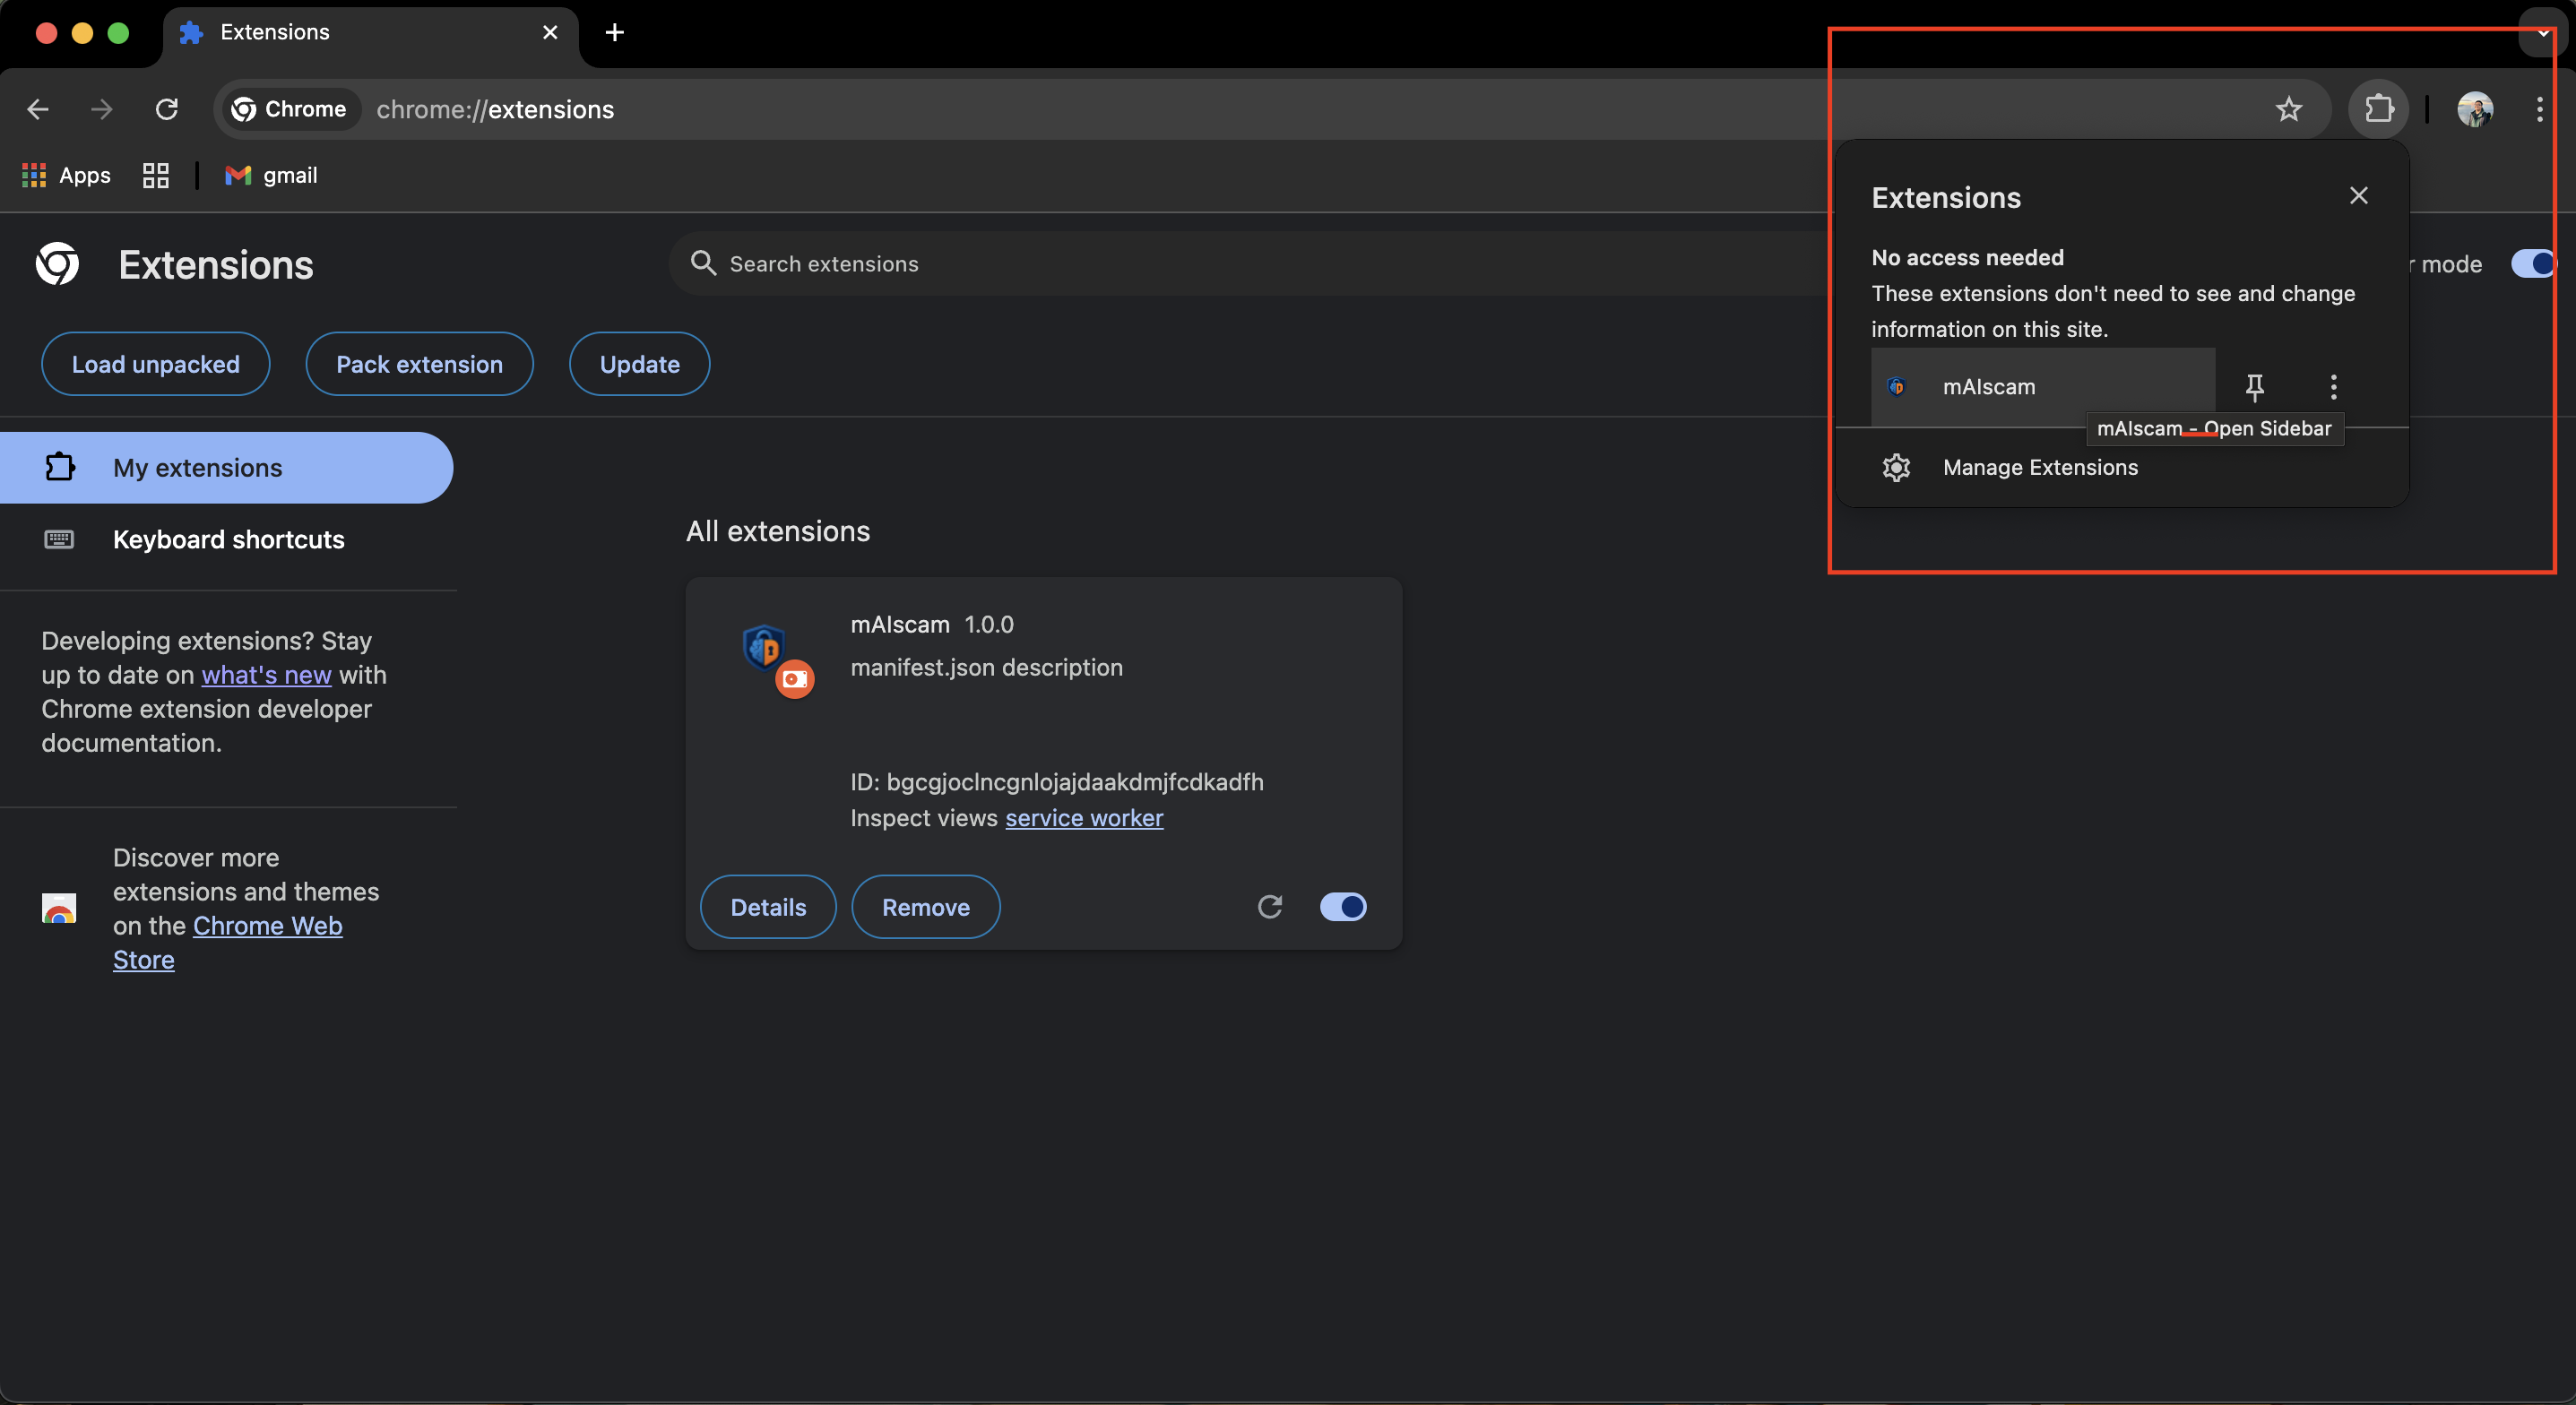 Extensions
Chrome chrome://extensions
Apps
gmail
Extensions
Search extensions
r mode
Load unpacked
Pack extension
Update
Extensions
No access needed
These extensions don't need to see and change
information on this site.
mAIscam
mAIscam - Open Sidebar
Manage Extensions
My extensions
Keyboard shortcuts
Developing extensions? Stay
up to date on what's new with
Chrome extension developer
documentation.
Discover more
extensions and themes
on the Chrome Web
Store
All extensions
mAIscam 1.0.0
manifest.json description
ID: bgcgjoclncgnlojajdaakdmjfcdkadfh
Inspect views service worker
Details
Remove